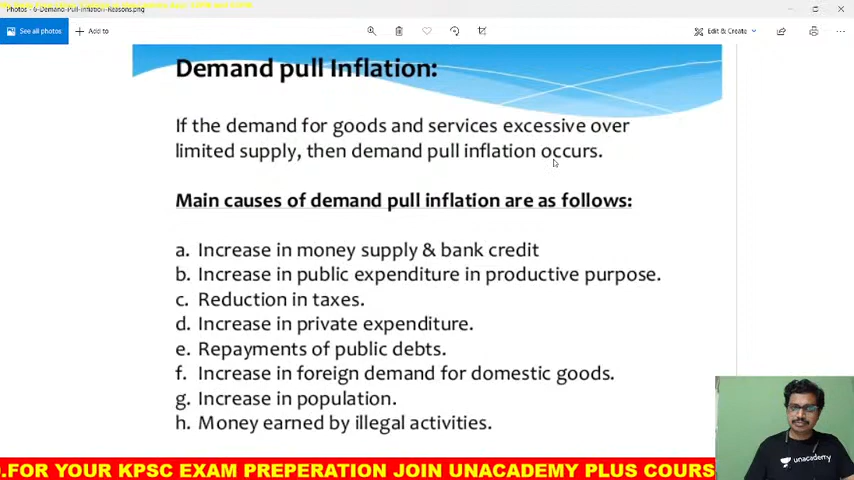 Photos - 6-Demand-Pull-Inflation-Reasons.png
See all photos
Add to
Edit & Create
Demand pull Inflation:
If the demand for goods and services excessive over
limited supply, then demand pull inflation occurs.
Main causes of demand pull inflation are as follows:
a. Increase in money supply & bank credit
b. Increase in public expenditure in productive purpose.
c. Reduction in taxes.
d. Increase in private expenditure.
e. Repayments of public debts.
f. Increase in foreign demand for domestic goods.
g. Increase in population.
h. Money earned by illegal activities.
unacademy
.FOR YOUR KPSC EXAM PREPERATION JOIN UNACADEMY PLUS COURS